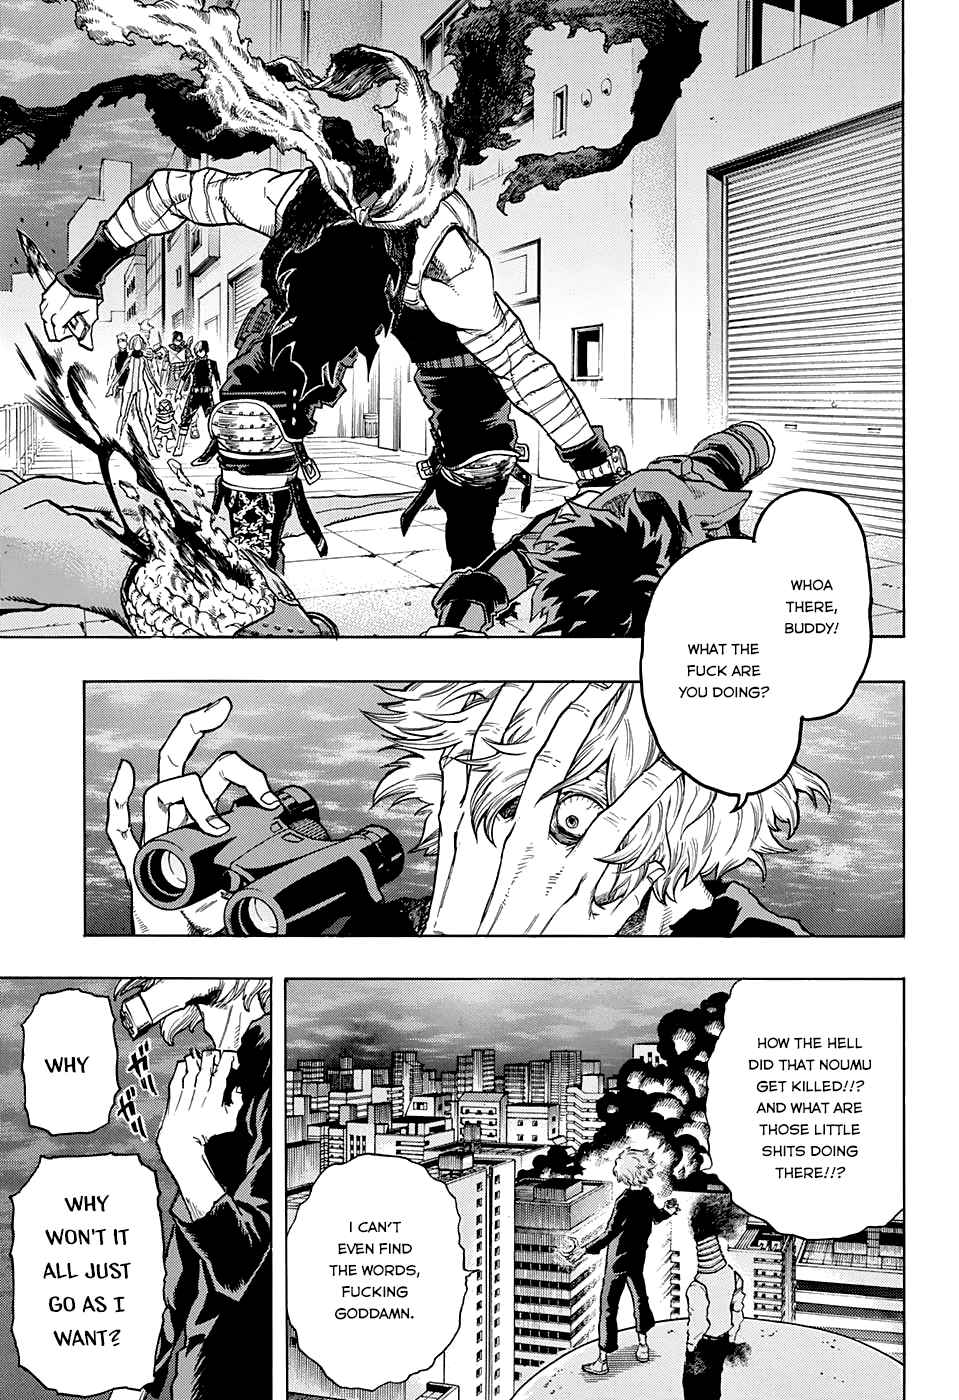 WHOA
THERE,
BUDDY!
WHAT THE
FUCK ARE
YOU DOING?
HOW THE HELL
DID THAT NOUMU
GET KILLED!!?
AND WHAT ARE
THOSE LITTLE
SHITS DOING
THERE!!?
I CAN'T
EVEN FIND
THE WORDS,
FUCKING
GODDAMN.
WHY
ガガ
WHY
WON'T IT
ALL JUST
GO AS I
WANT?